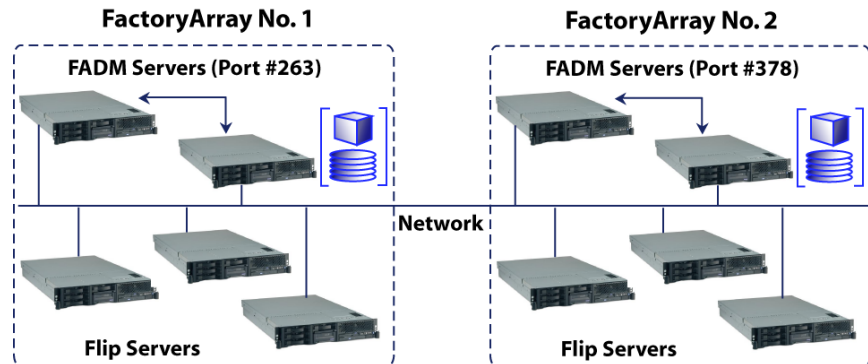 FactoryArray No. 1
FADM Servers (Port #263)
Flip Servers
Network
FactoryArray No. 2
FADM Servers (Port #378)
Flip Servers